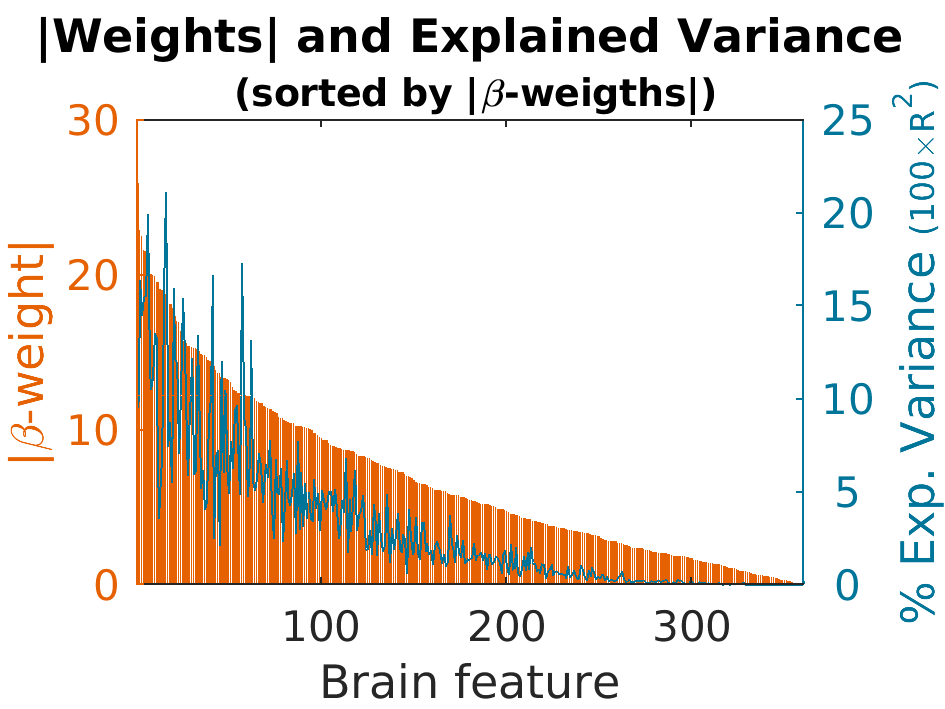 |Weights| and Explained Variance
(sorted by |β-weigths|)
30
20
10
0
|β-weight|
25
20
15
10
5
0
% Exp. Variance (100×R²)
100
200
300
Brain feature